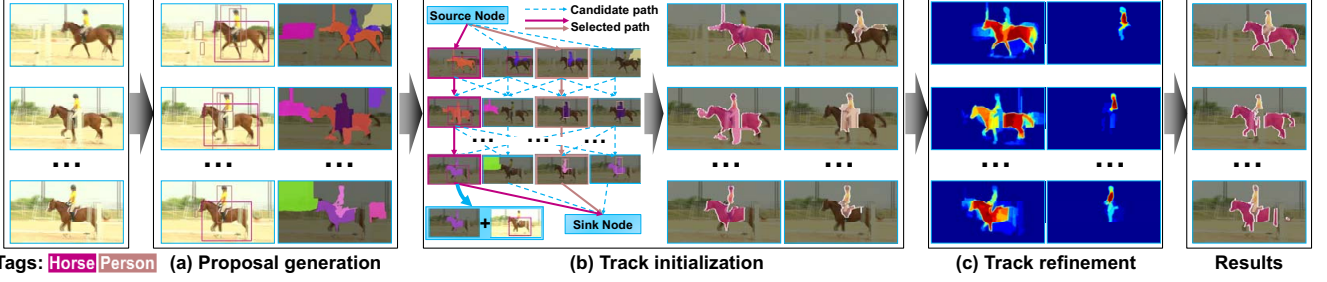 Source Node
Candidate path
Selected path
...
...
...
...
...
...
...
...
...
...
...
...
+
Sink Node
Tags: Horse Person
(a) Proposal generation
(b) Track initialization
(c) Track refinement
Results